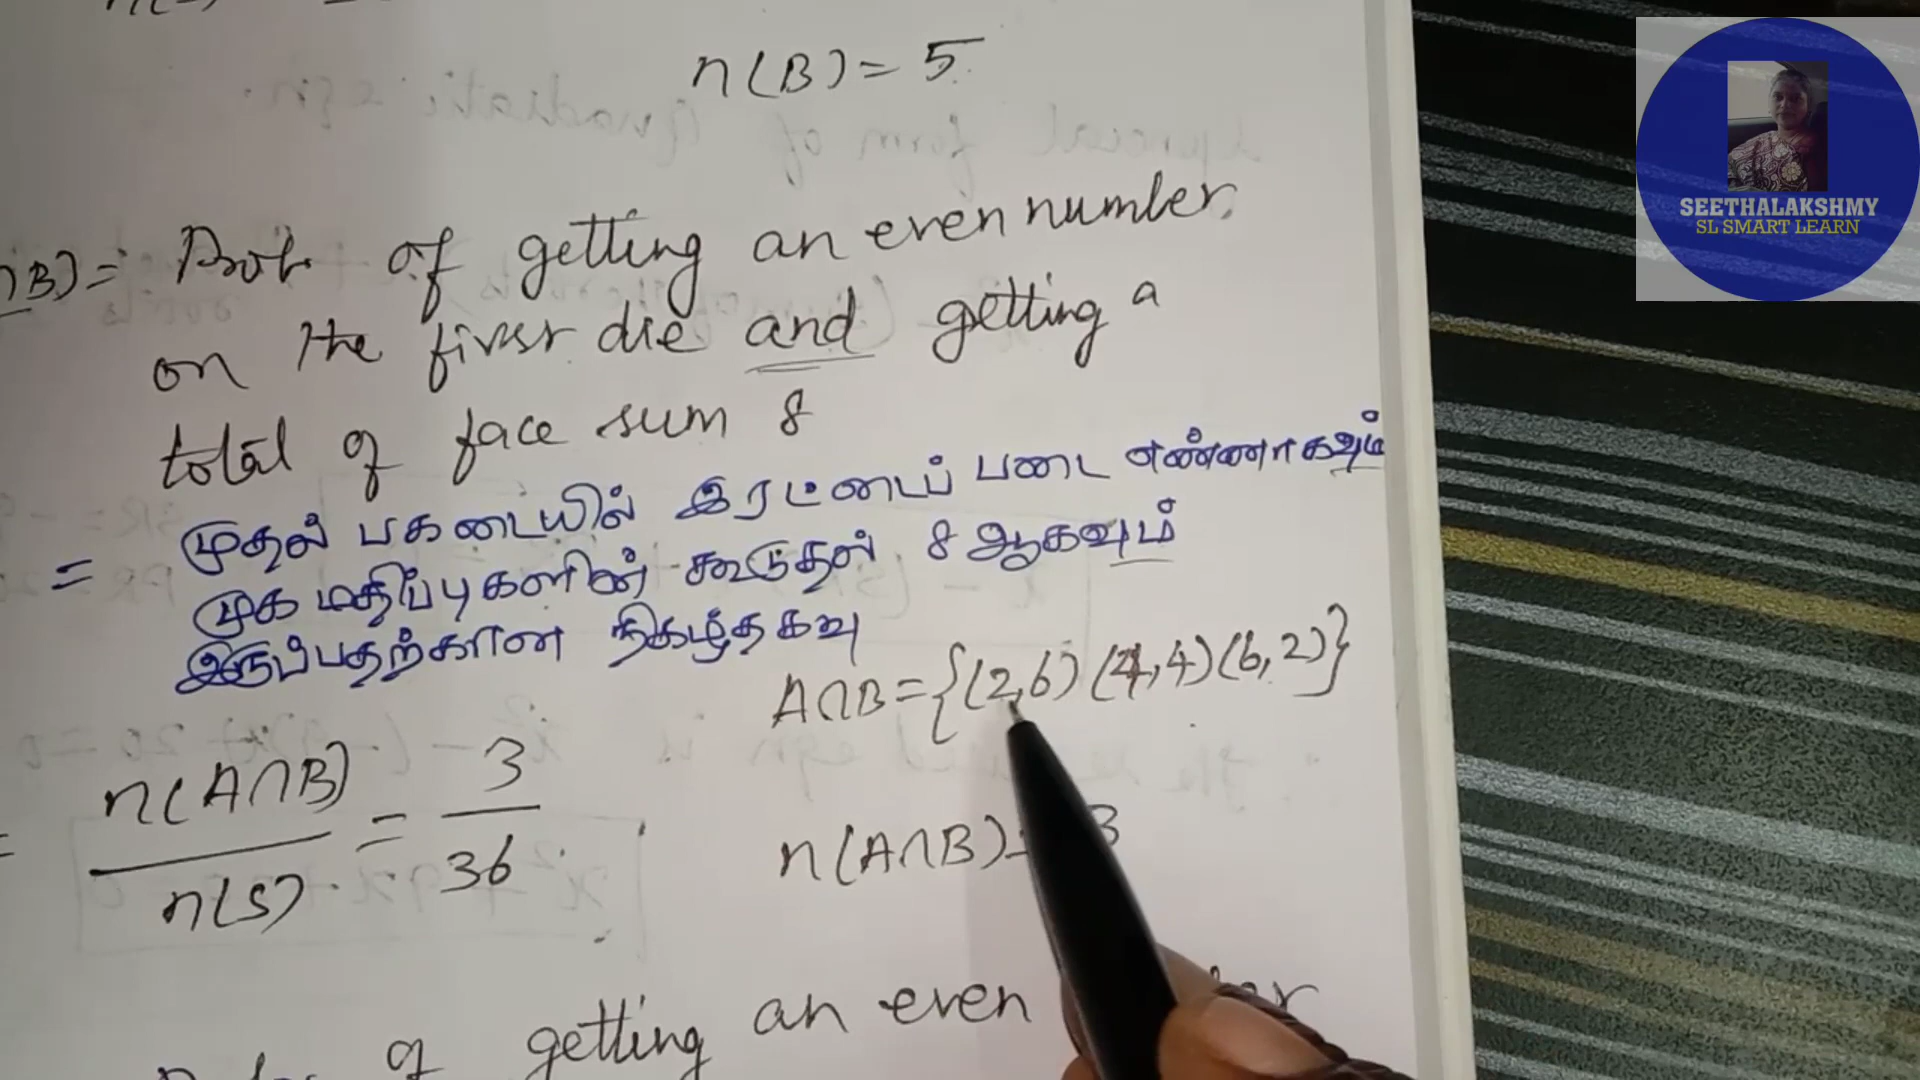 n(B) = 5
∩B) = Prob of getting an even number
on the first die and getting a
total of face sum 8
= முதல் பகடையில் இரட்டைப் படை எண்ணாகவும்
முக மதிப்புகளின் கூடுதல் 8 ஆகவும்
இருப்பதற்கான நிகழ்தகவு
A∩B = {(2,6) (4,4) (6,2)}
= n(A∩B) / n(S) = 3 / 36
n(A∩B) = 3
of getting an even
SEETHALAKSHMY
SL SMART LEARN